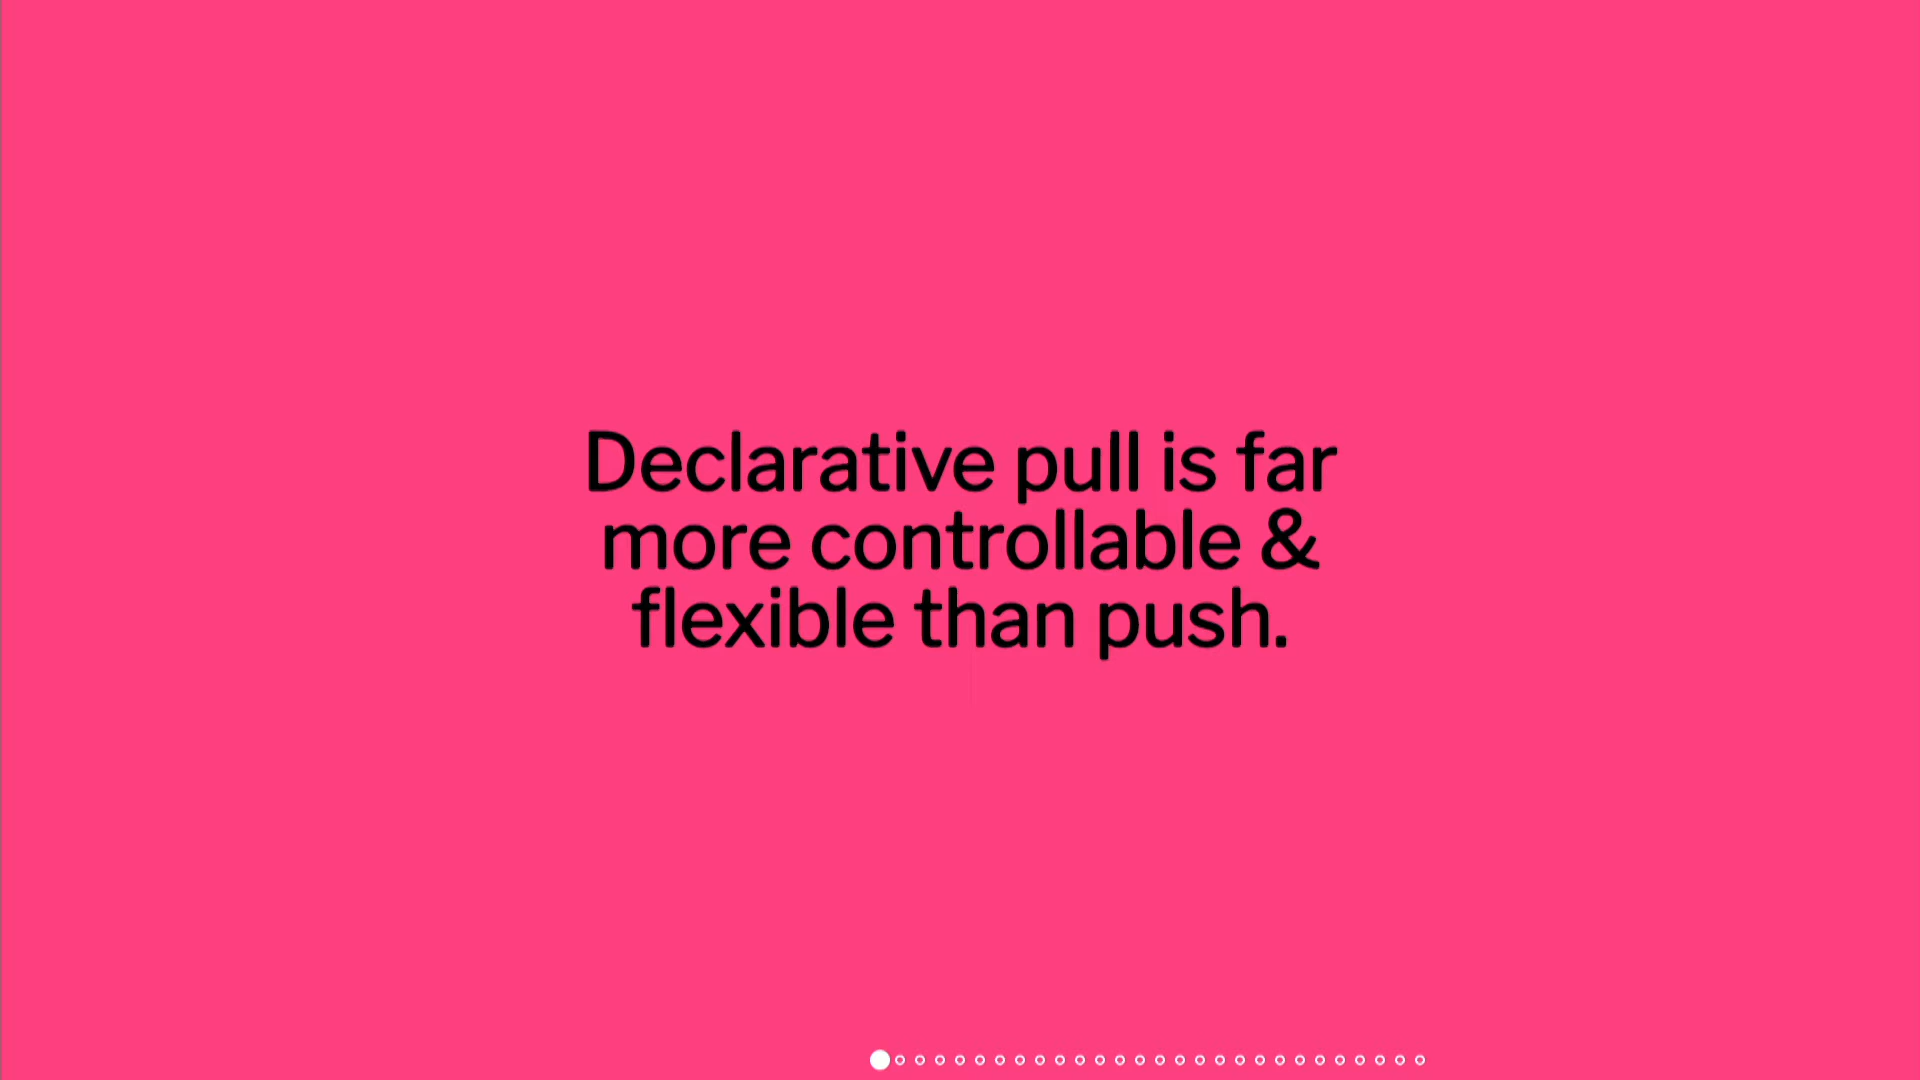 Declarative pull is far
more controllable &
flexible than push.